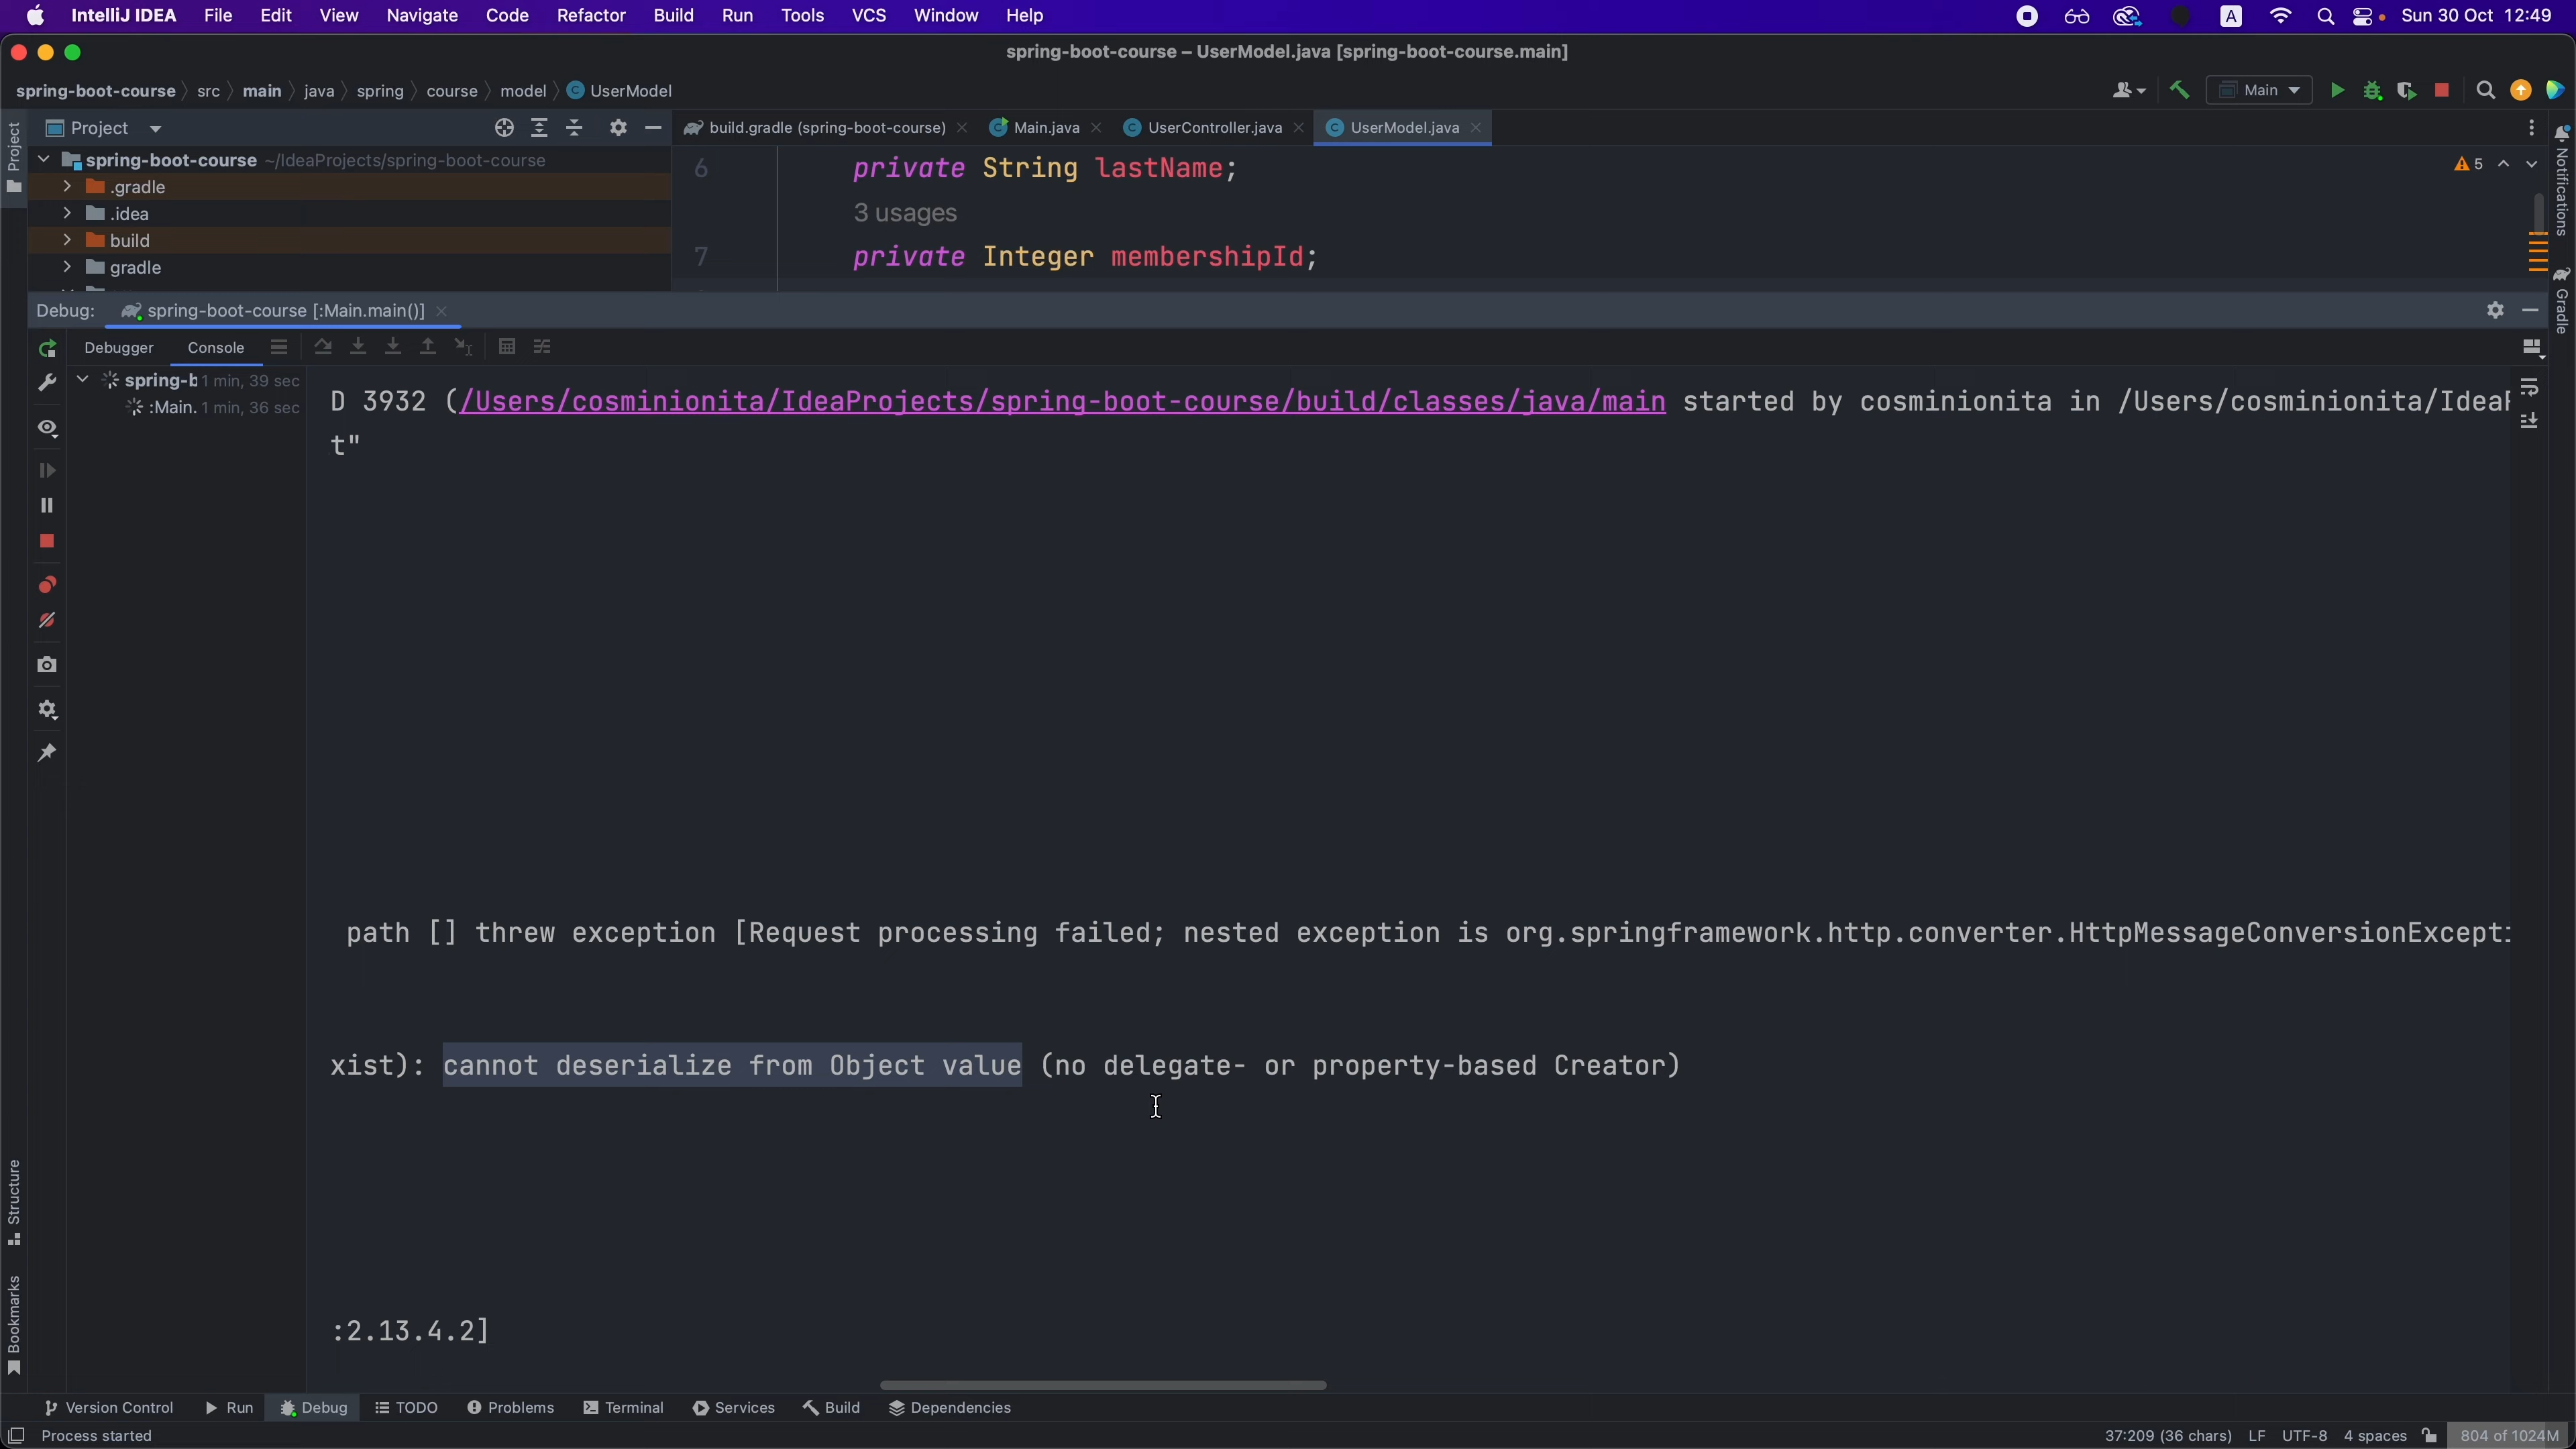 IntelliJ IDEA File Edit View Navigate Code Refactor Build Run Tools VCS Window Help A Sun 30 Oct 12:49
spring-boot-course – UserModel.java [spring-boot-course.main]
spring-boot-course src main java spring course model C UserModel Main
Project Project build.gradle (spring-boot-course) Main.java UserController.java UserModel.java
spring-boot-course ~/IdeaProjects/spring-boot-course
6 private String lastName; 5
.gradle
.idea
3 usages
build
7 private Integer membershipId;
gradle
Notifications
Gradle
Debug: spring-boot-course [:Main.main()]
Debugger Console
spring-b 1 min, 39 sec
:Main. 1 min, 36 sec
D 3932 (/Users/cosminionita/IdeaProjects/spring-boot-course/build/classes/java/main started by cosminionita in /Users/cosminionita/IdeaP
t"
path [] threw exception [Request processing failed; nested exception is org.springframework.http.converter.HttpMessageConversionExcepti
xist): cannot deserialize from Object value (no delegate- or property-based Creator)
:2.13.4.2]
Structure
Bookmarks
Version Control Run Debug TODO Problems Terminal Services Build Dependencies
Process started 37:209 (36 chars) LF UTF-8 4 spaces 804 of 1024M